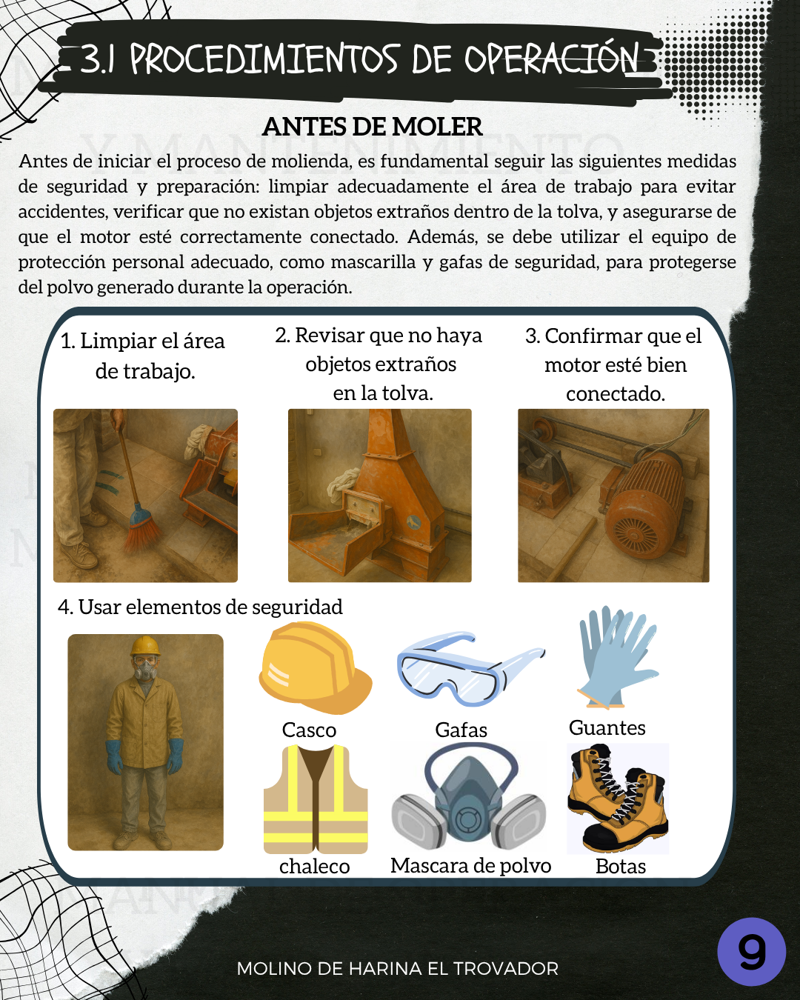 3.1 PROCEDIMIENTOS DE OPERACIÓN
ANTES DE MOLER
Y MANTENIMIENTO
Antes de iniciar el proceso de molienda, es fundamental seguir las siguientes medidas
de seguridad y preparación: limpiar adecuadamente el área de trabajo para evitar
accidentes, verificar que no existan objetos extraños dentro de la tolva, y asegurarse de
que el motor esté correctamente conectado. Además, se debe utilizar el equipo de
protección personal adecuado, como mascarilla y gafas de seguridad, para protegerse
del polvo generado durante la operación.
1. Limpiar el área
de trabajo.
2. Revisar que no haya
objetos extraños
en la tolva.
3. Confirmar que el
motor esté bien
conectado.
4. Usar elementos de seguridad
Casco
Gafas
Guantes
chaleco
Mascara de polvo
Botas
MOLINO DE HARINA EL TROVADOR
9